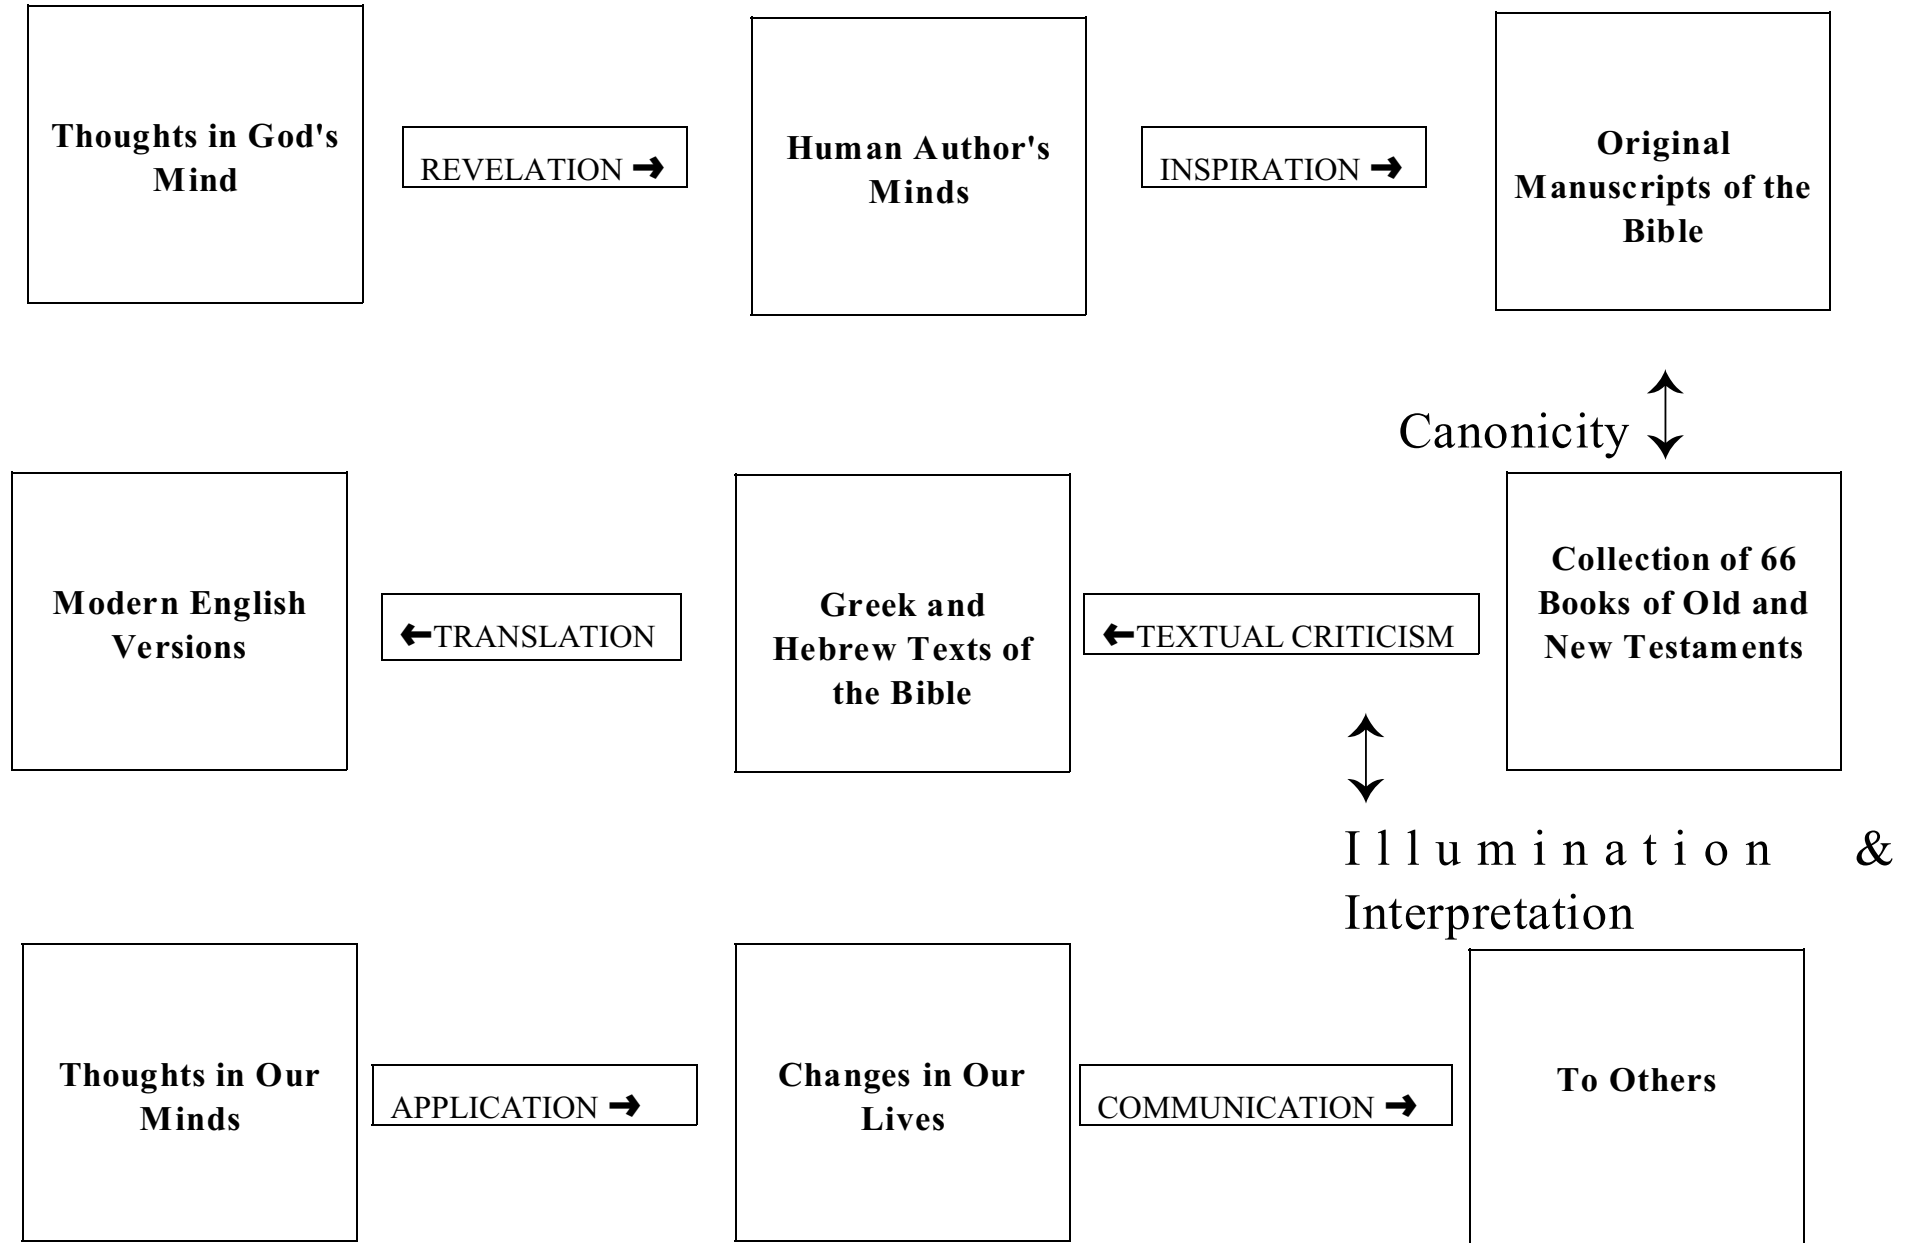 Thoughts in God's
Mind
REVELATION →
Human Author's
Minds
INSPIRATION →
Original
Manuscripts of the
Bible
Canonicity ↕
Modern English
Versions
←TRANSLATION
Greek and
Hebrew Texts of
the Bible
←TEXTUAL CRITICISM
Collection of 66
Books of Old and
New Testaments
↕
Illumination &
Interpretation
Thoughts in Our
Minds
APPLICATION →
Changes in Our
Lives
COMMUNICATION →
To Others